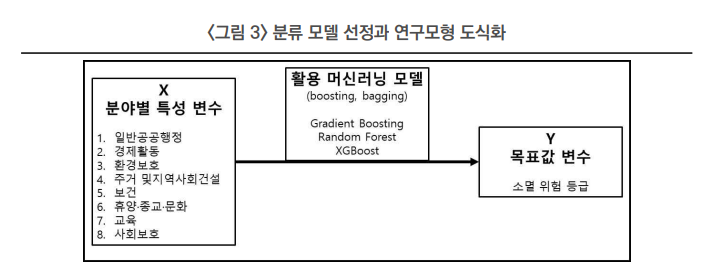 <그림 3> 분류 모델 선정과 연구모형 도식화
X
분야별 특성 변수
1. 일반공공행정
2. 경제활동
3. 환경보호
4. 주거 및지역사회건설
5. 보건
6. 휴양·종교·문화
7. 교육
8. 사회보호
활용 머신러닝 모델
(boosting, bagging)
Gradient Boosting
Random Forest
XGBoost
Y
목표값 변수
소멸 위험 등급